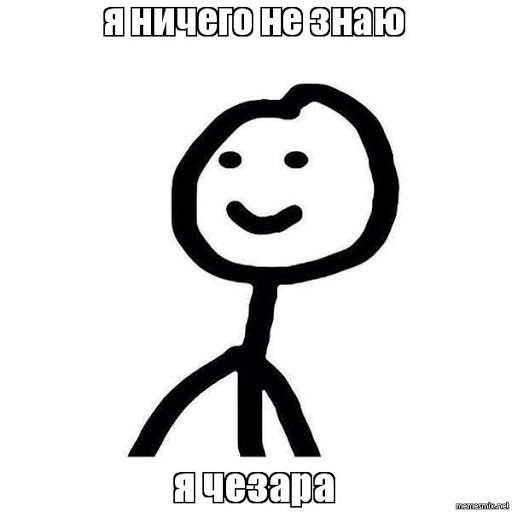 я ничего не знаю
я чезара
memesmix.net